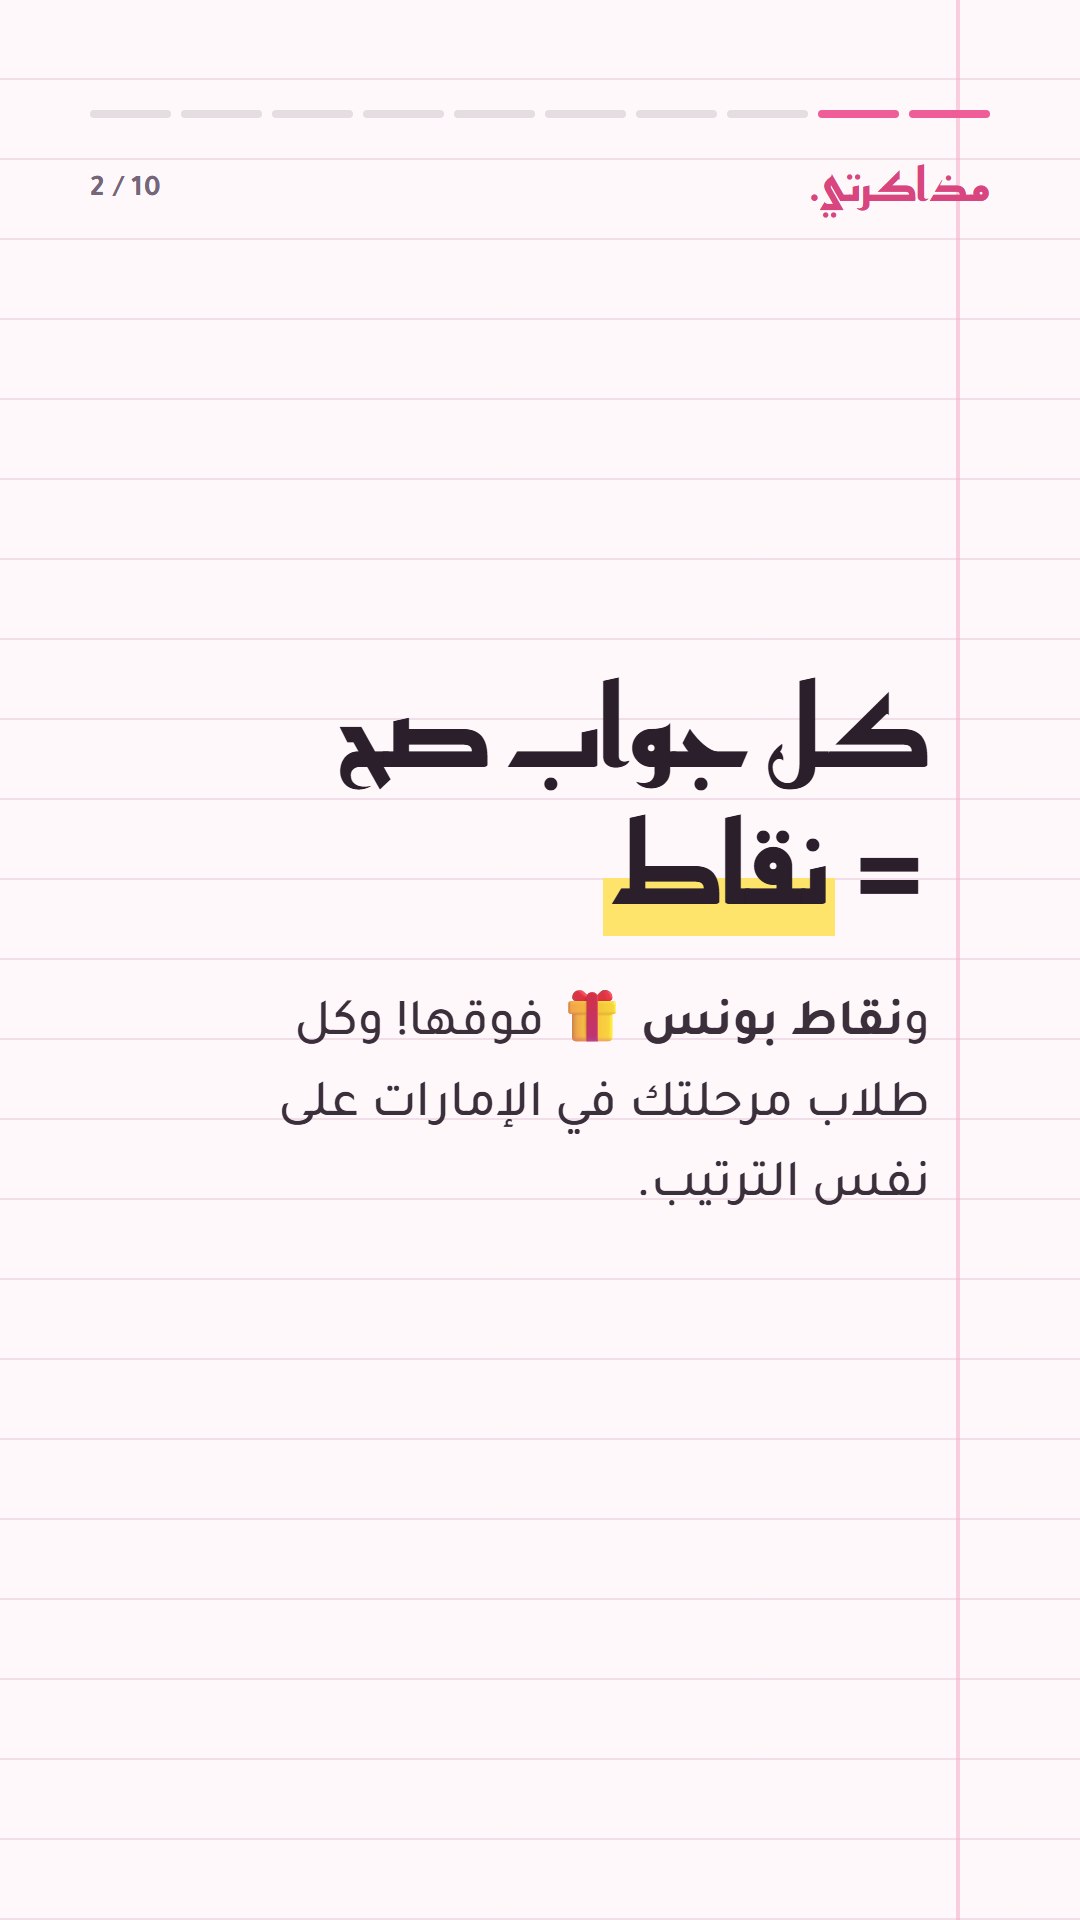 مذاكرتي.
2 / 10
كل جواب صح
= نقاط
ونقاط بونس 🎁 فوقها! وكل
طلاب مرحلتك في الإمارات على
نفس الترتيب.